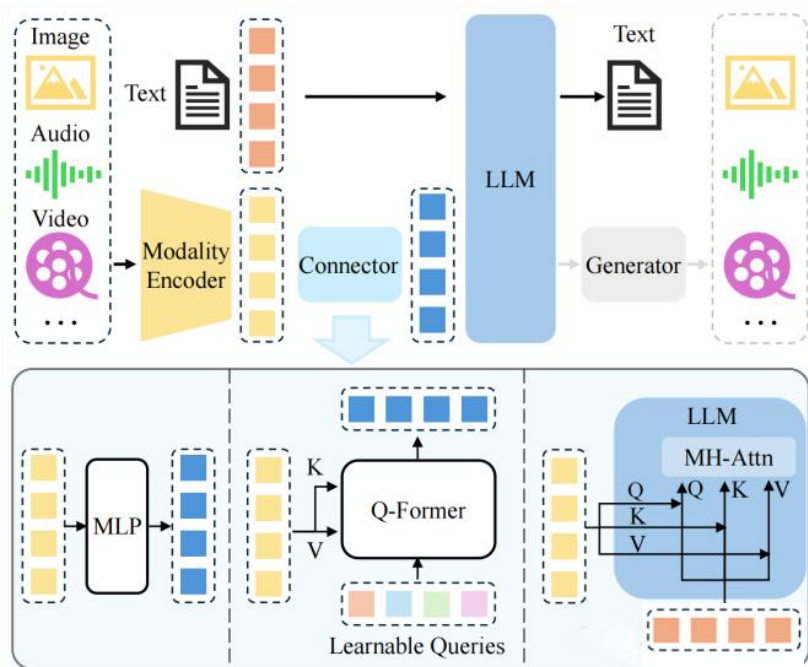 Image
Text
Text
Audio
LLM
Video
Modality
Encoder
Connector
Generator
...
...
LLM
MH-Attn
K
Q
Q
K
V
MLP
Q-Former
K
V
V
Learnable Queries